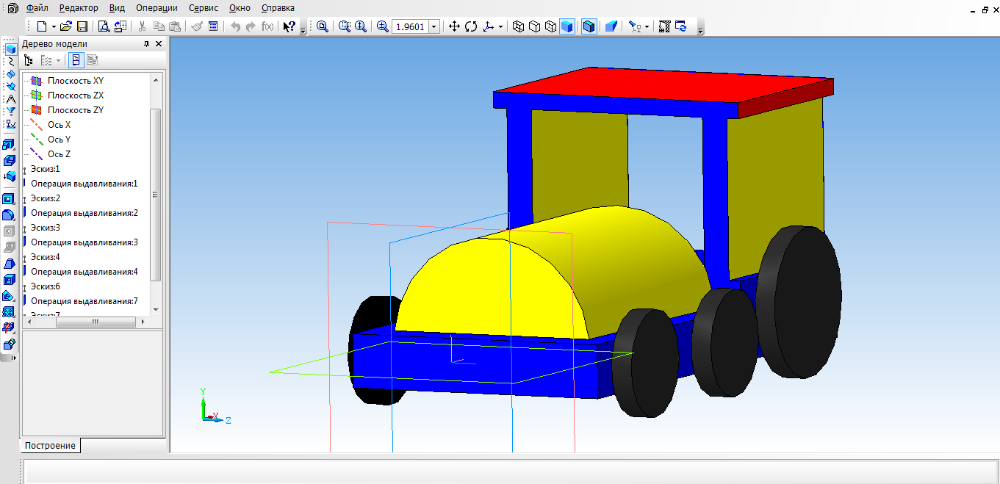 Файл Редактор Вид Операции Сервис Окно Справка
f(x) 1.9601
Дерево модели
Плоскость XY
Плоскость ZX
Плоскость ZY
Ось X
Ось Y
Ось Z
Эскиз:1
Операция выдавливания:1
Эскиз:2
Операция выдавливания:2
Эскиз:3
Операция выдавливания:3
Эскиз:4
Операция выдавливания:4
Эскиз:6
Операция выдавливания:7
Эскиз:7
Y
X
Z
Построение